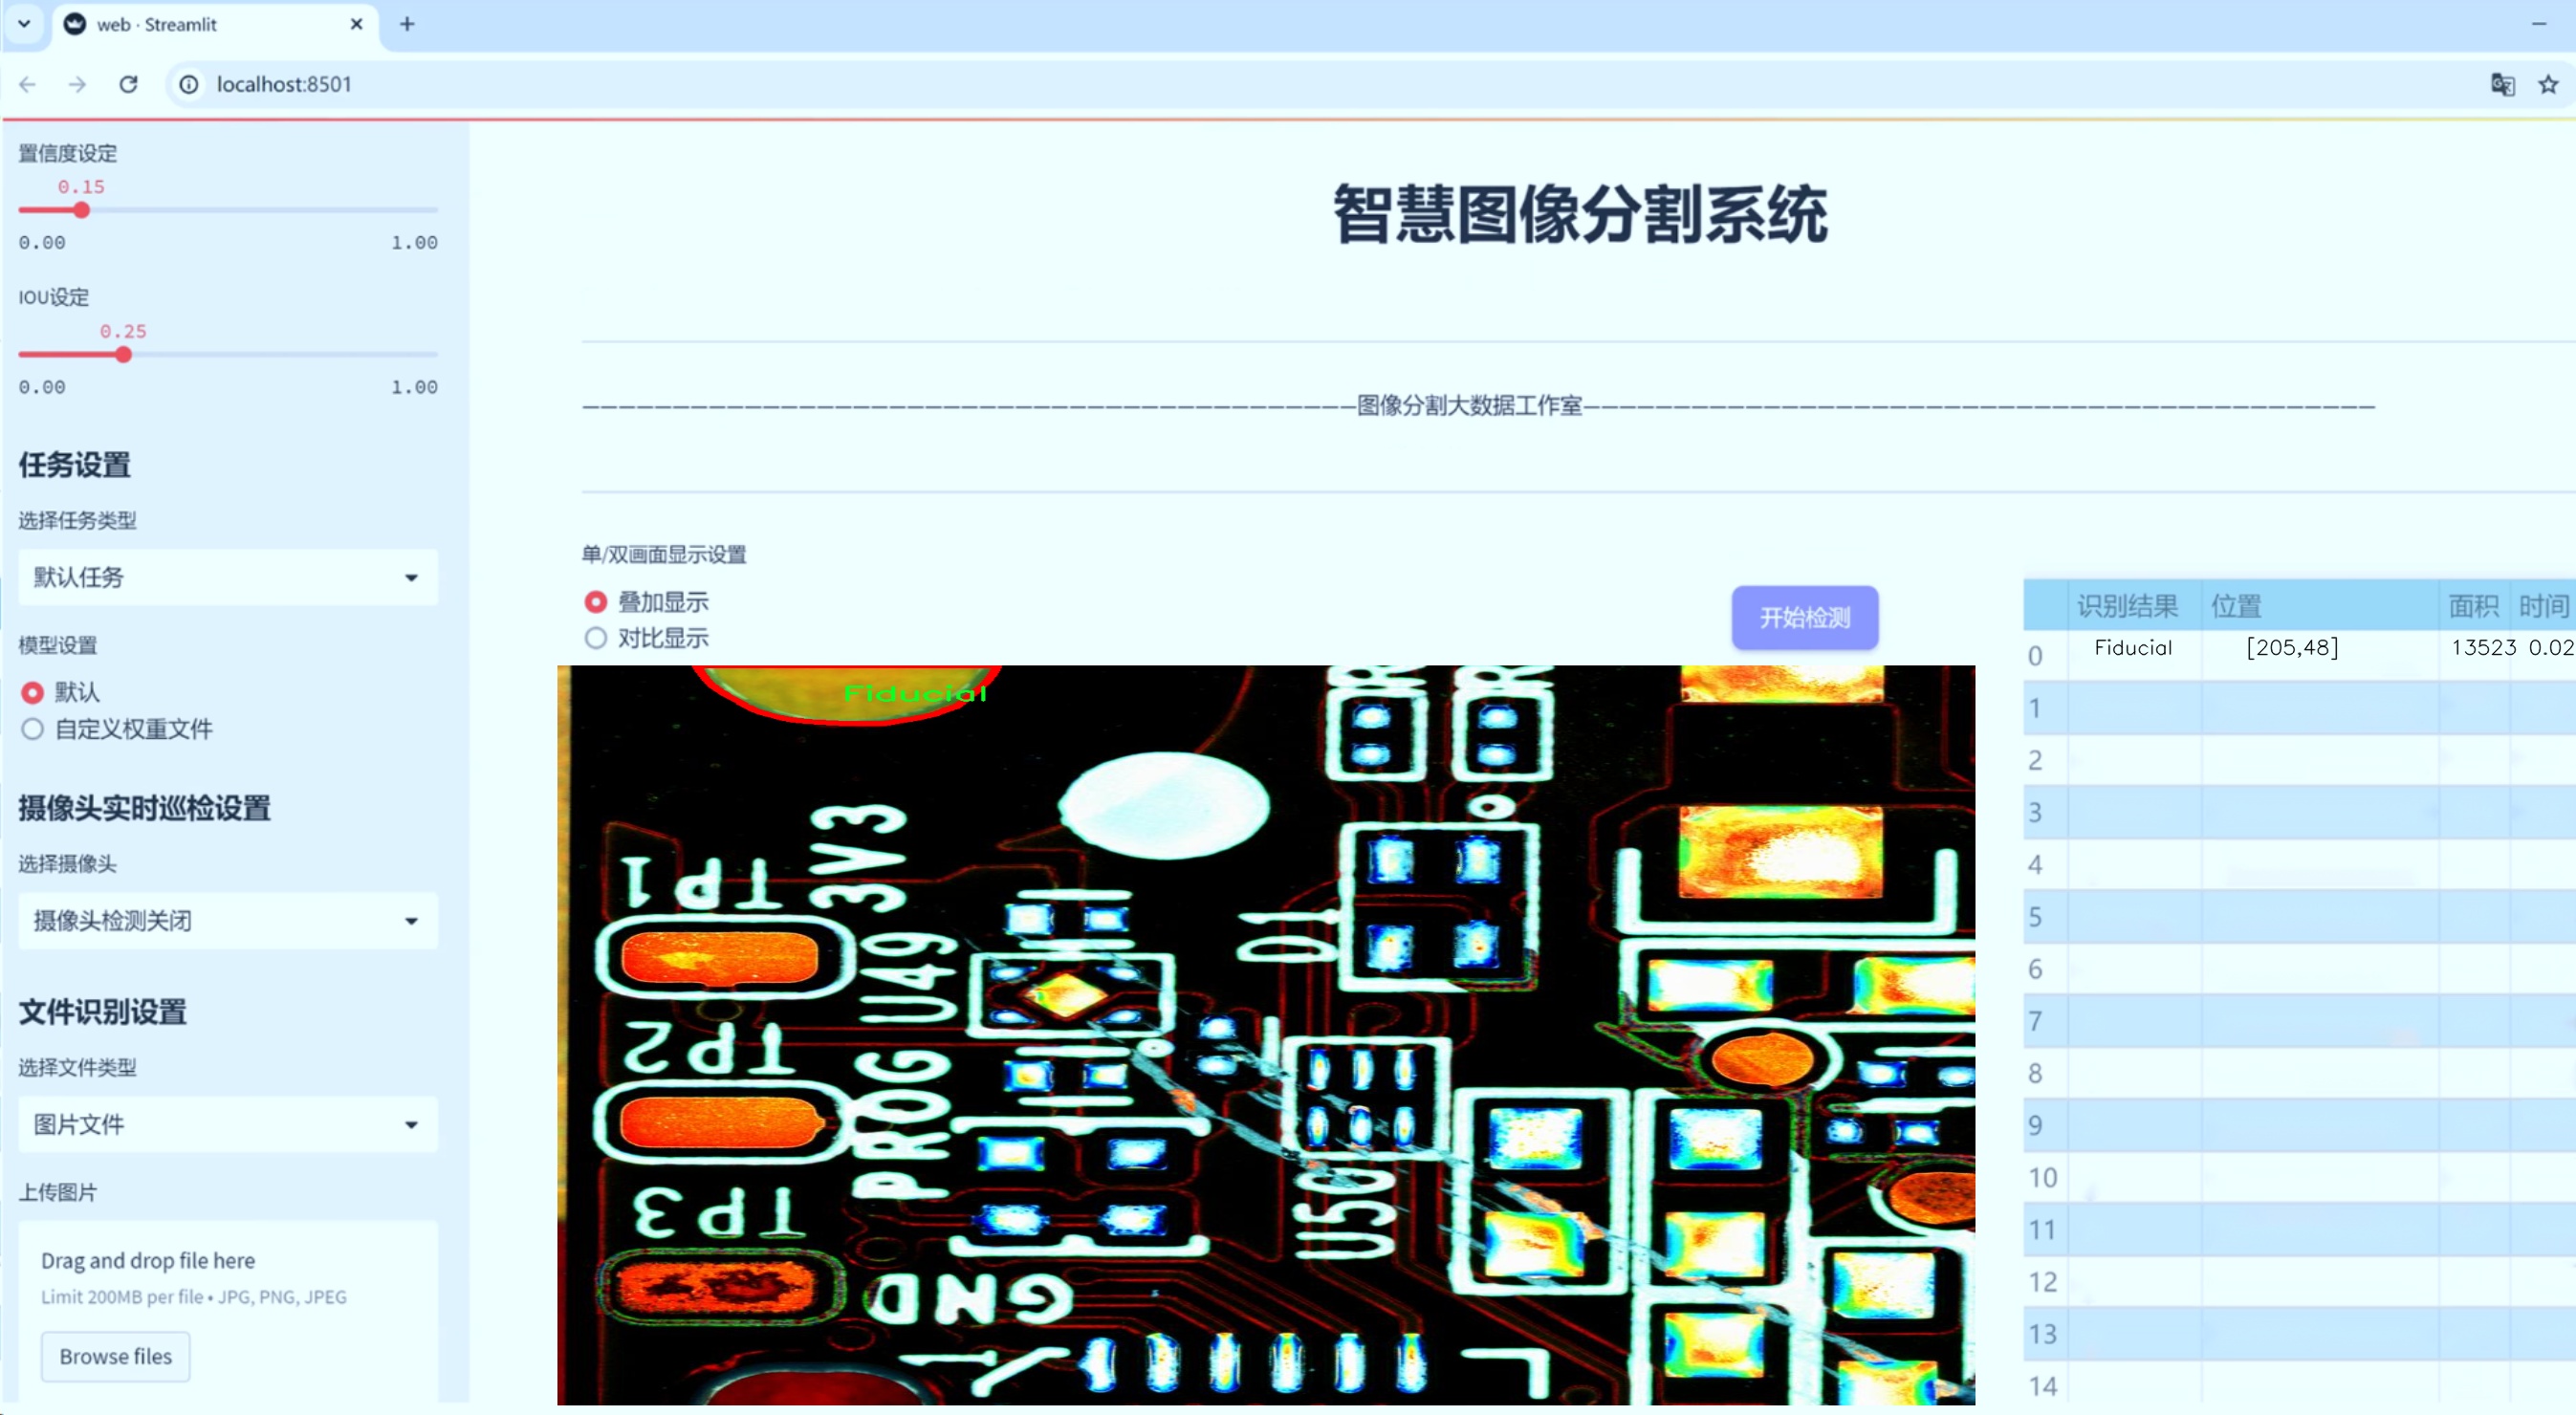 web · Streamlit
localhost:8501
置信度设定
0.15
0.00 1.00
IOU设定
0.25
0.00 1.00
任务设置
选择任务类型
默认任务
模型设置
默认
自定义权重文件
摄像头实时巡检设置
选择摄像头
摄像头检测关闭
文件识别设置
选择文件类型
图片文件
上传图片
Drag and drop file here
Limit 200MB per file • JPG, PNG, JPEG
Browse files
智慧图像分割系统
图像分割大数据工作室
单/双画面显示设置
叠加显示
对比显示
开始检测
Fiducial
3V3
TP1
U49
D1
TP2
PROG
TP3
GND
1
识别结果 位置 面积 时间
0 Fiducial [205,48] 13523 0.02
1
2
3
4
5
6
7
8
9
10
11
12
13
14